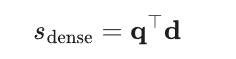 s_dense = q⊤d